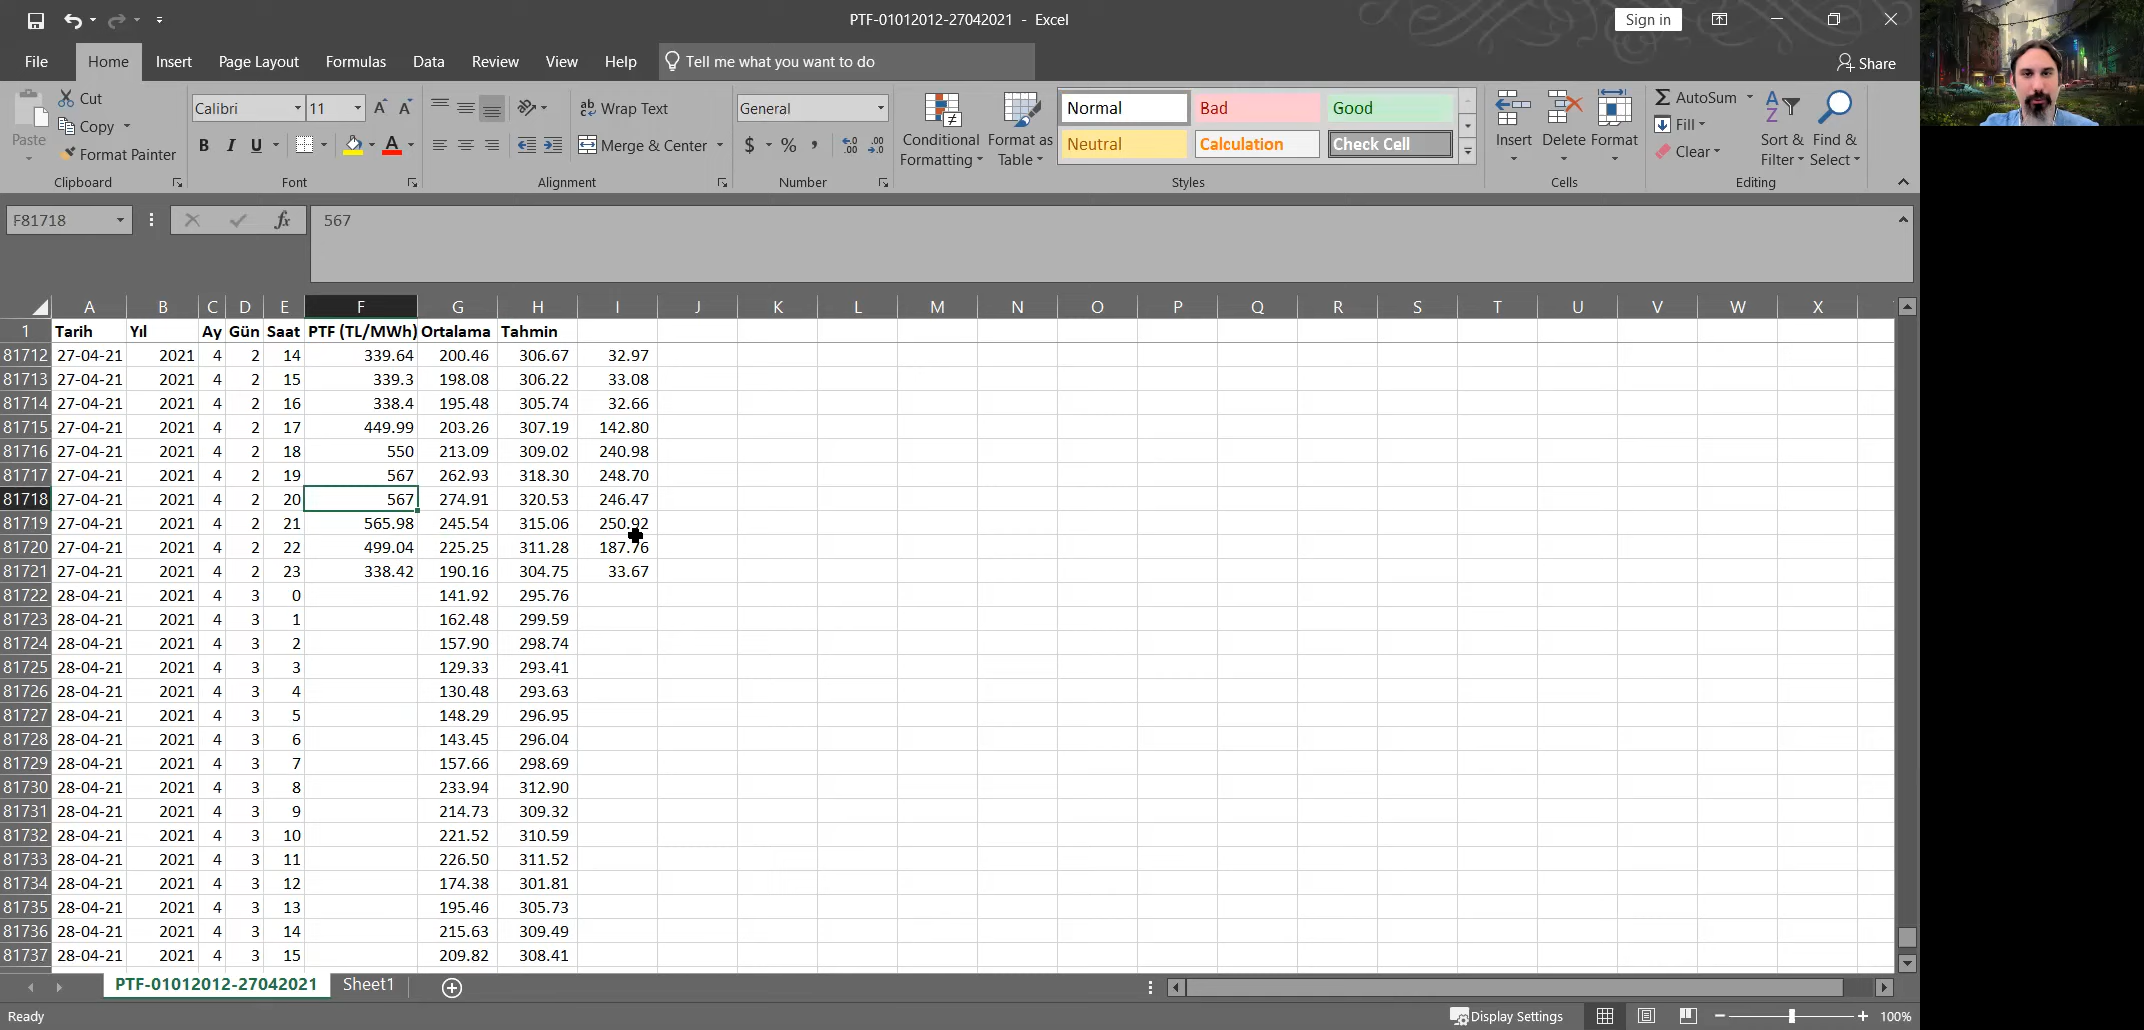 PTF-01012012-27042021 - Excel
Sign in
File Home Insert Page Layout Formulas Data Review View Help Tell me what you want to do
Share
Paste
Cut
Copy
Format Painter
Clipboard
Calibri 11
B I U
Font
Wrap Text
Merge & Center
Alignment
General
$ % ,
Number
Conditional Formatting
Format as Table
Normal Bad Good
Neutral Calculation Check Cell
Styles
Insert Delete Format
Cells
AutoSum
Fill
Clear
Sort & Filter
Find & Select
Editing
F81718 fx 567
A B C D E F G H I J K L M N O P Q R S T U V W X
1 Tarih Yıl Ay Gün Saat PTF (TL/MWh) Ortalama Tahmin
81712 27-04-21 2021 4 2 14 339.64 200.46 306.67 32.97
81713 27-04-21 2021 4 2 15 339.3 198.08 306.22 33.08
81714 27-04-21 2021 4 2 16 338.4 195.48 305.74 32.66
81715 27-04-21 2021 4 2 17 449.99 203.26 307.19 142.80
81716 27-04-21 2021 4 2 18 550 213.09 309.02 240.98
81717 27-04-21 2021 4 2 19 567 262.93 318.30 248.70
81718 27-04-21 2021 4 2 20 567 274.91 320.53 246.47
81719 27-04-21 2021 4 2 21 565.98 245.54 315.06 250.92
81720 27-04-21 2021 4 2 22 499.04 225.25 311.28 187.76
81721 27-04-21 2021 4 2 23 338.42 190.16 304.75 33.67
81722 28-04-21 2021 4 3 0 141.92 295.76
81723 28-04-21 2021 4 3 1 162.48 299.59
81724 28-04-21 2021 4 3 2 157.90 298.74
81725 28-04-21 2021 4 3 3 129.33 293.41
81726 28-04-21 2021 4 3 4 130.48 293.63
81727 28-04-21 2021 4 3 5 148.29 296.95
81728 28-04-21 2021 4 3 6 143.45 296.04
81729 28-04-21 2021 4 3 7 157.66 298.69
81730 28-04-21 2021 4 3 8 233.94 312.90
81731 28-04-21 2021 4 3 9 214.73 309.32
81732 28-04-21 2021 4 3 10 221.52 310.59
81733 28-04-21 2021 4 3 11 226.50 311.52
81734 28-04-21 2021 4 3 12 174.38 301.81
81735 28-04-21 2021 4 3 13 195.46 305.73
81736 28-04-21 2021 4 3 14 215.63 309.49
81737 28-04-21 2021 4 3 15 209.82 308.41
PTF-01012012-27042021 Sheet1
Ready
Display Settings
100%